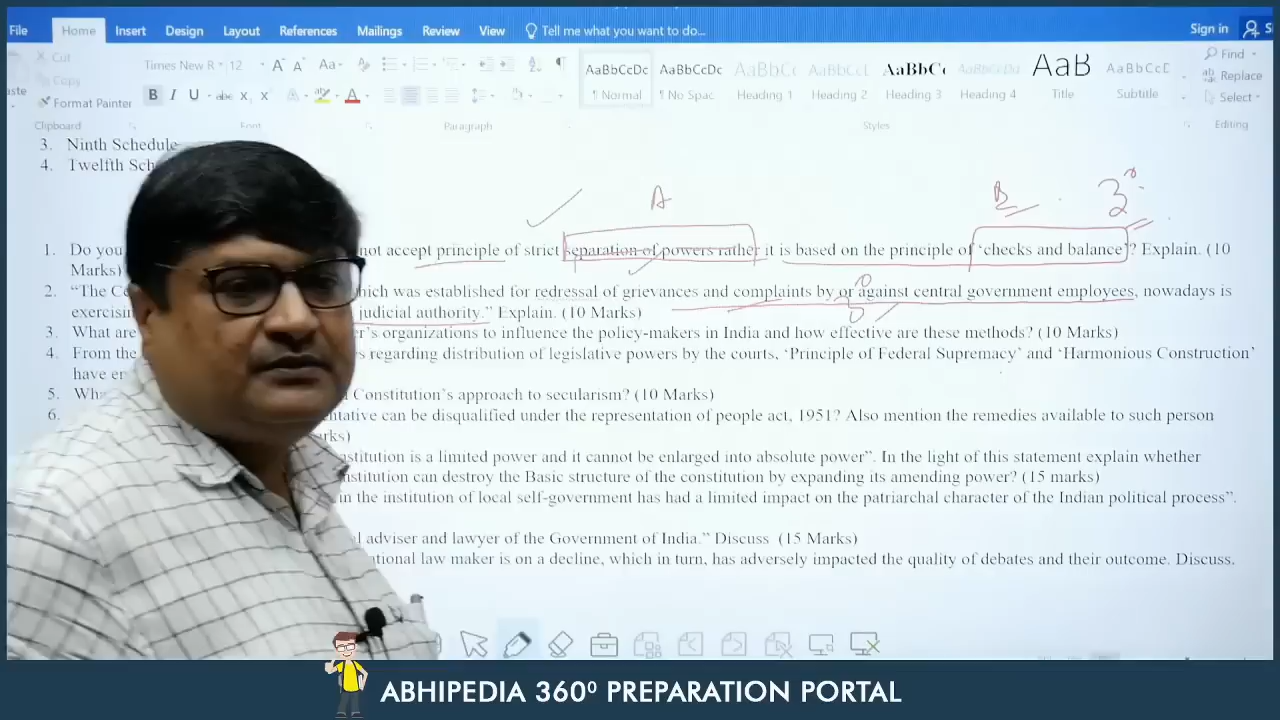 File Home Insert Design Layout References Mailings Review View Tell me what you want to do... Sign in
Cut
Copy
Format Painter
Times New R 12
AaBbCcDc AaBbCcDc AaBbC AaBbCcL AaBbC AaBbCcDd AaB AaBbCcD
¶ Normal ¶ No Spac Heading 1 Heading 2 Heading 3 Heading 4 Title Subtitle
Find
Replace
Select
Clipboard Font Paragraph Styles Editing
3. Ninth Schedule
4. Twelfth Sch
A B 3
1. Do you not accept principle of strict separation of powers rather it is based on the principle of ‘checks and balance’? Explain. (10
Marks)
2. “The Ce hich was established for redressal of grievances and complaints by or against central government employees, nowadays is
exercisin judicial authority.” Explain. (10 Marks)
3. What are er’s organizations to influence the policy-makers in India and how effective are these methods? (10 Marks)
4. From the s regarding distribution of legislative powers by the courts, ‘Principle of Federal Supremacy’ and ‘Harmonious Construction’
have em
5. Wha Constitution’s approach to secularism? (10 Marks)
6. ntative can be disqualified under the representation of people act, 1951? Also mention the remedies available to such person
rks)
nstitution is a limited power and it cannot be enlarged into absolute power”. In the light of this statement explain whether
nstitution can destroy the Basic structure of the constitution by expanding its amending power? (15 marks)
in the institution of local self-government has had a limited impact on the patriarchal character of the Indian political process”.
l adviser and lawyer of the Government of India.” Discuss (15 Marks)
tional law maker is on a decline, which in turn, has adversely impacted the quality of debates and their outcome. Discuss.
ABHIPEDIA 360⁰ PREPARATION PORTAL